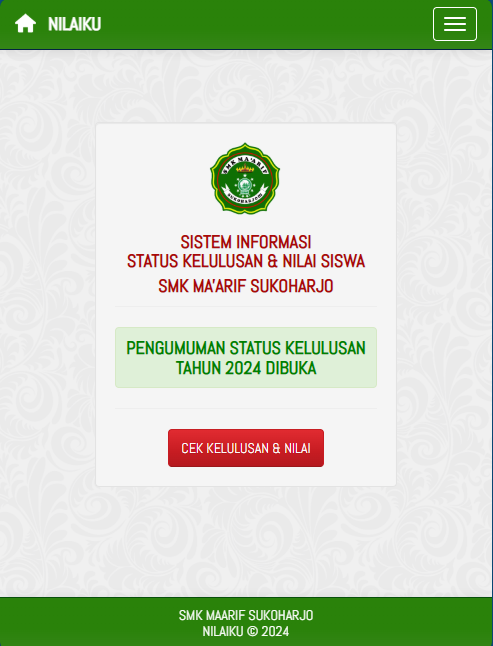 NILAIKU
SMK MA'ARIF
SUKOHARJO
SISTEM INFORMASI
STATUS KELULUSAN & NILAI SISWA
SMK MA'ARIF SUKOHARJO
PENGUMUMAN STATUS KELULUSAN
TAHUN 2024 DIBUKA
CEK KELULUSAN & NILAI
SMK MAARIF SUKOHARJO
NILAIKU © 2024